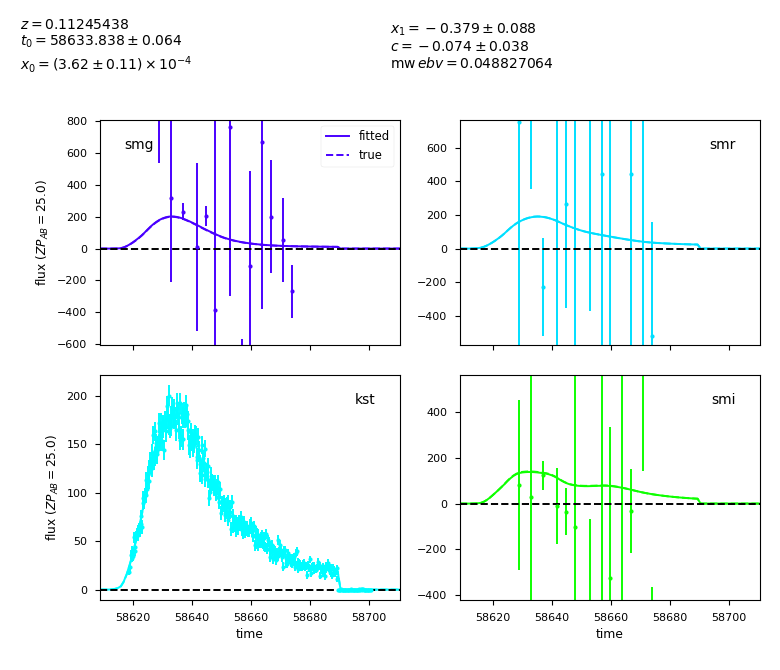 z = 0.11245438
t₀ = 58633.838 ± 0.064
x₀ = (3.62 ± 0.11) × 10⁻⁴
x₁ = −0.379 ± 0.088
c = −0.074 ± 0.038
mw ebv = 0.048827064
800
600
400
200
0
−200
−400
−600
flux (ZP_AB = 25.0)
smg
fitted
true
600
400
200
0
−200
−400
smr
200
150
100
50
0
flux (ZP_AB = 25.0)
kst
58620 58640 58660 58680 58700
time
400
200
0
−200
−400
smi
58620 58640 58660 58680 58700
time